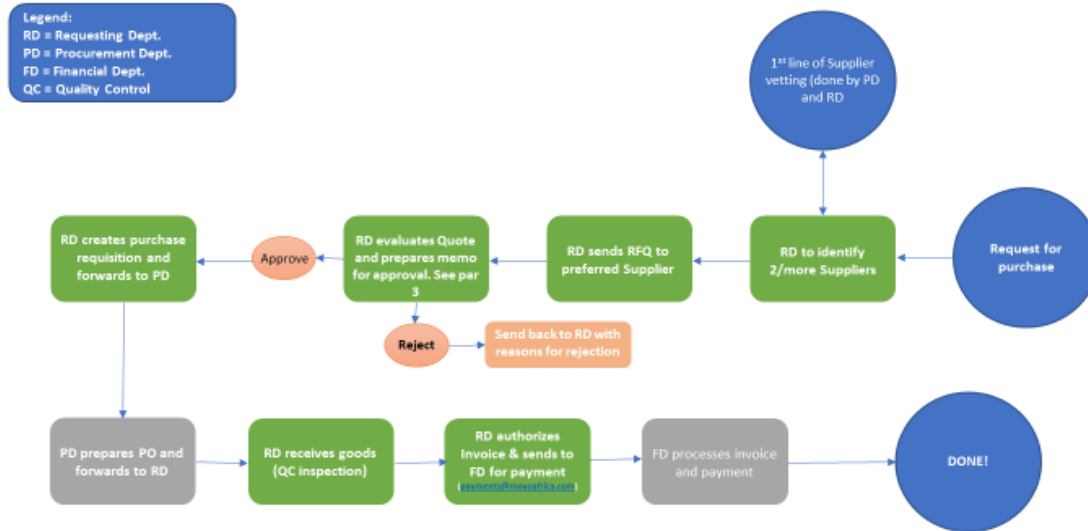 Legend:
RD = Requesting Dept.
PD = Procurement Dept.
FD = Financial Dept.
QC = Quality Control
1st line of Supplier
vetting (done by PD
and RD
Request for
purchase
RD to identify
2/more Suppliers
RD sends RFQ to
preferred Supplier
RD evaluates Quote
and prepares memo
for approval. See par
3
Approve
RD creates purchase
requisition and
forwards to PD
Reject
Send back to RD with
reasons for rejection
PD prepares PO and
forwards to RD
RD receives goods
(QC inspection)
RD authorizes
Invoice & sends to
FD for payment
(payments@movsafrica.com)
FD processes invoice
and payment
DONE!